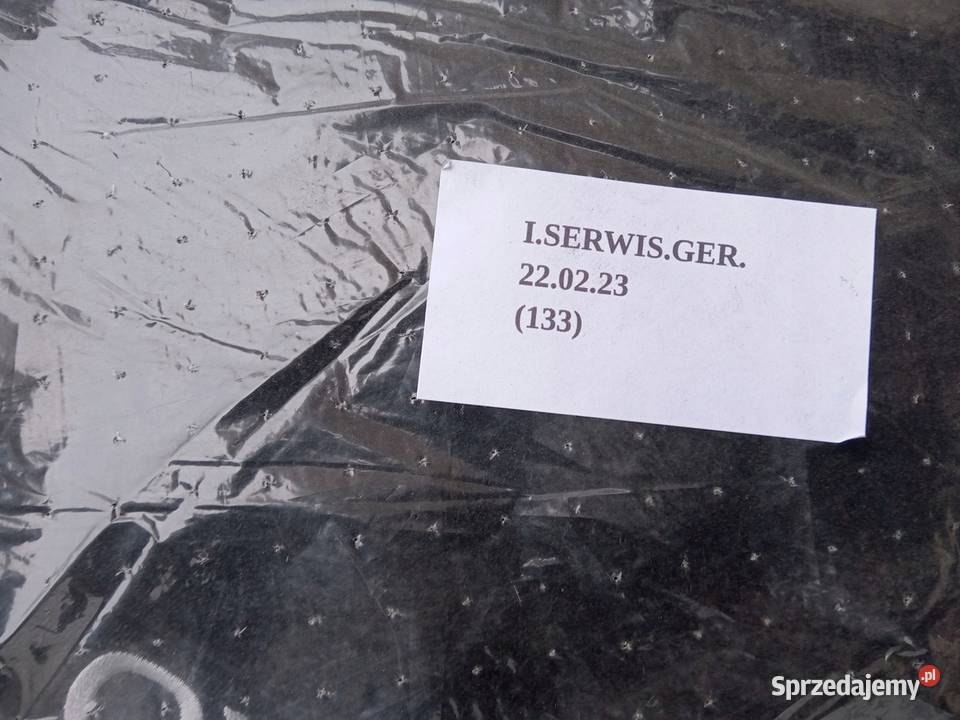 I.SERWIS.GER.
22.02.23
(133)
Sprzedajemy.pl